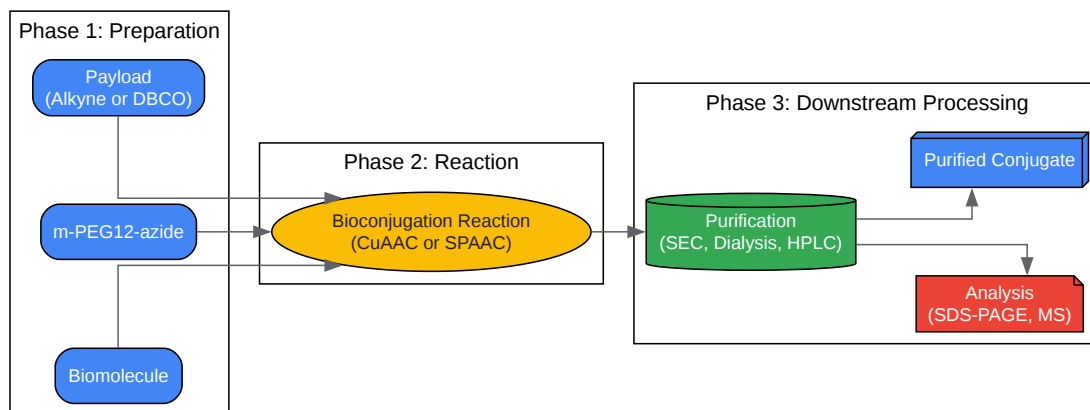 Phase 1: Preparation
Payload
(Alkyne or DBCO)
m-PEG12-azide
Biomolecule
Phase 2: Reaction
Bioconjugation Reaction
(CuAAC or SPAAC)
Phase 3: Downstream Processing
Purification
(SEC, Dialysis, HPLC)
Purified Conjugate
Analysis
(SDS-PAGE, MS)